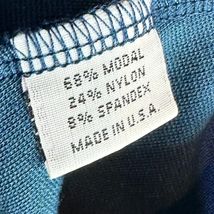 68% MODAL
24% NYLON
8% SPANDEX
MADE IN U.S.A.